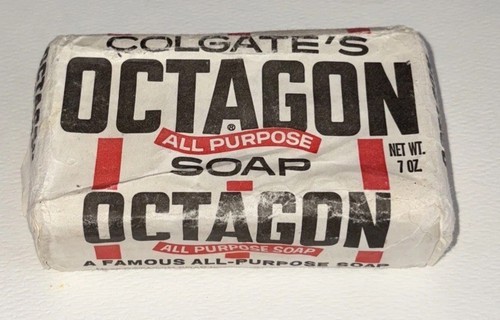 COLGATE'S
OCTAGON
®
ALL PURPOSE
SOAP
NET WT.
7 OZ.
OCTAGON
ALL PURPOSE SOAP
A FAMOUS ALL-PURPOSE SOAP